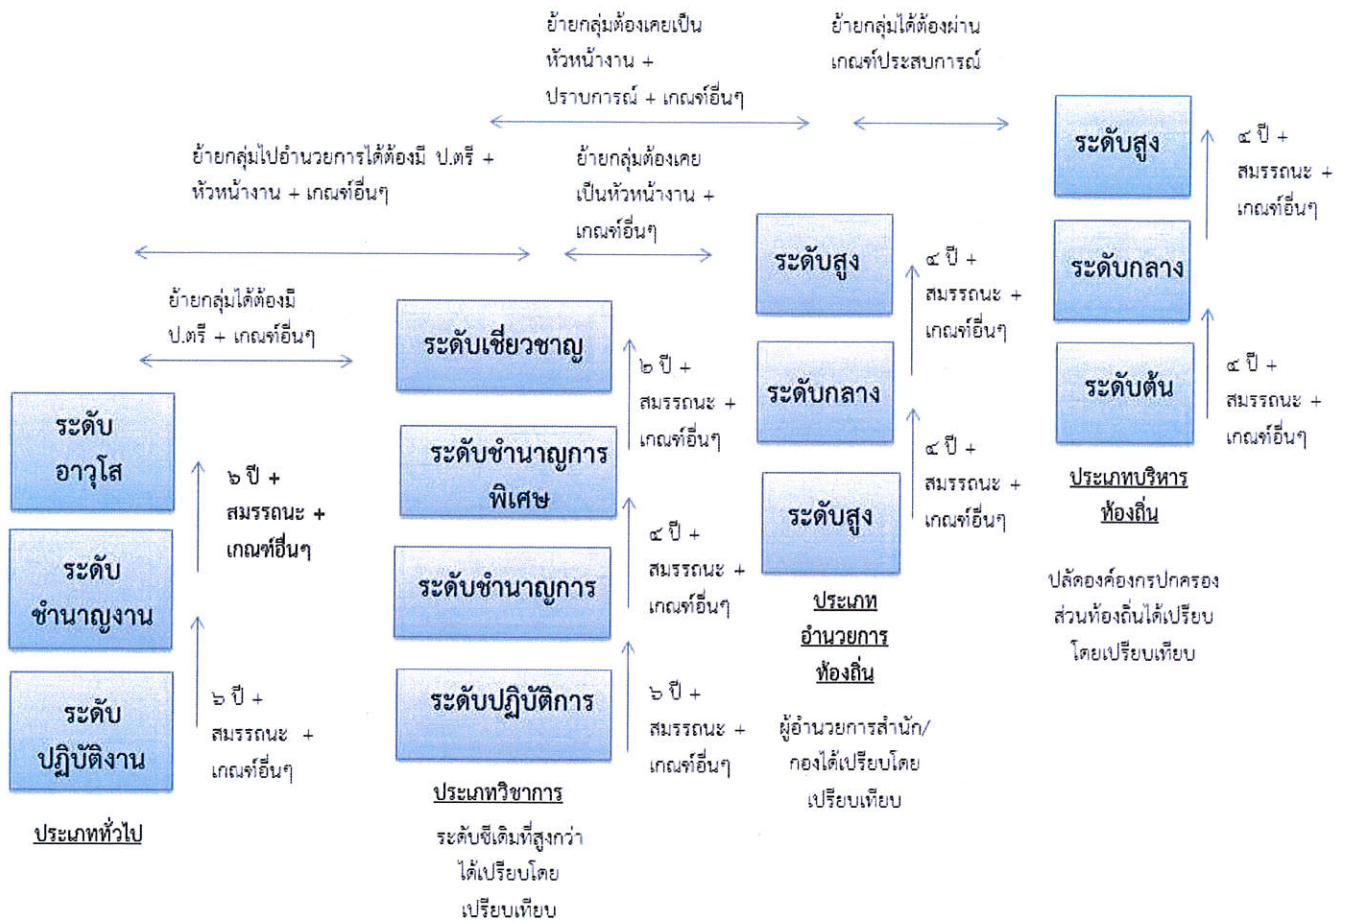 ย้ายกลุ่มต้องเคยเป็น
หัวหน้างาน +
ปราบการณ์ + เกณฑ์อื่นๆ
ย้ายกลุ่มได้ต้องผ่าน
เกณฑ์ประสบการณ์
ย้ายกลุ่มไปอำนวยการได้ต้องมี ป.ตรี +
หัวหน้างาน + เกณฑ์อื่นๆ
ย้ายกลุ่มต้องเคย
เป็นหัวหน้างาน +
เกณฑ์อื่นๆ
ย้ายกลุ่มได้ต้องมี
ป.ตรี + เกณฑ์อื่นๆ
ระดับ
อาวุโส
๖ ปี +
สมรรถนะ +
เกณฑ์อื่นๆ
ระดับ
ชำนาญงาน
ระดับ
ปฏิบัติงาน
๖ ปี +
สมรรถนะ +
เกณฑ์อื่นๆ
ประเภททั่วไป
ระดับเชี่ยวชาญ
๒ ปี +
สมรรถนะ +
เกณฑ์อื่นๆ
ระดับชำนาญการ
พิเศษ
๔ ปี +
สมรรถนะ +
เกณฑ์อื่นๆ
ระดับชำนาญการ
ระดับปฏิบัติการ
๖ ปี +
สมรรถนะ +
เกณฑ์อื่นๆ
ประเภทวิชาการ
ระดับซีเดิมที่สูงกว่า
ได้เปรียบโดย
เปรียบเทียบ
ระดับสูง
๔ ปี +
สมรรถนะ +
เกณฑ์อื่นๆ
ระดับกลาง
๔ ปี +
สมรรถนะ +
เกณฑ์อื่นๆ
ระดับสูง
ประเภท
อำนวยการ
ท้องถิ่น
ผู้อำนวยการสำนัก/
กองได้เปรียบโดย
เปรียบเทียบ
ระดับสูง
๔ ปี +
สมรรถนะ +
เกณฑ์อื่นๆ
ระดับกลาง
ระดับต้น
๔ ปี +
สมรรถนะ +
เกณฑ์อื่นๆ
ประเภทบริหาร
ท้องถิ่น
ปลัดองค์องกรปกครอง
ส่วนท้องถิ่นได้เปรียบ
โดยเปรียบเทียบ